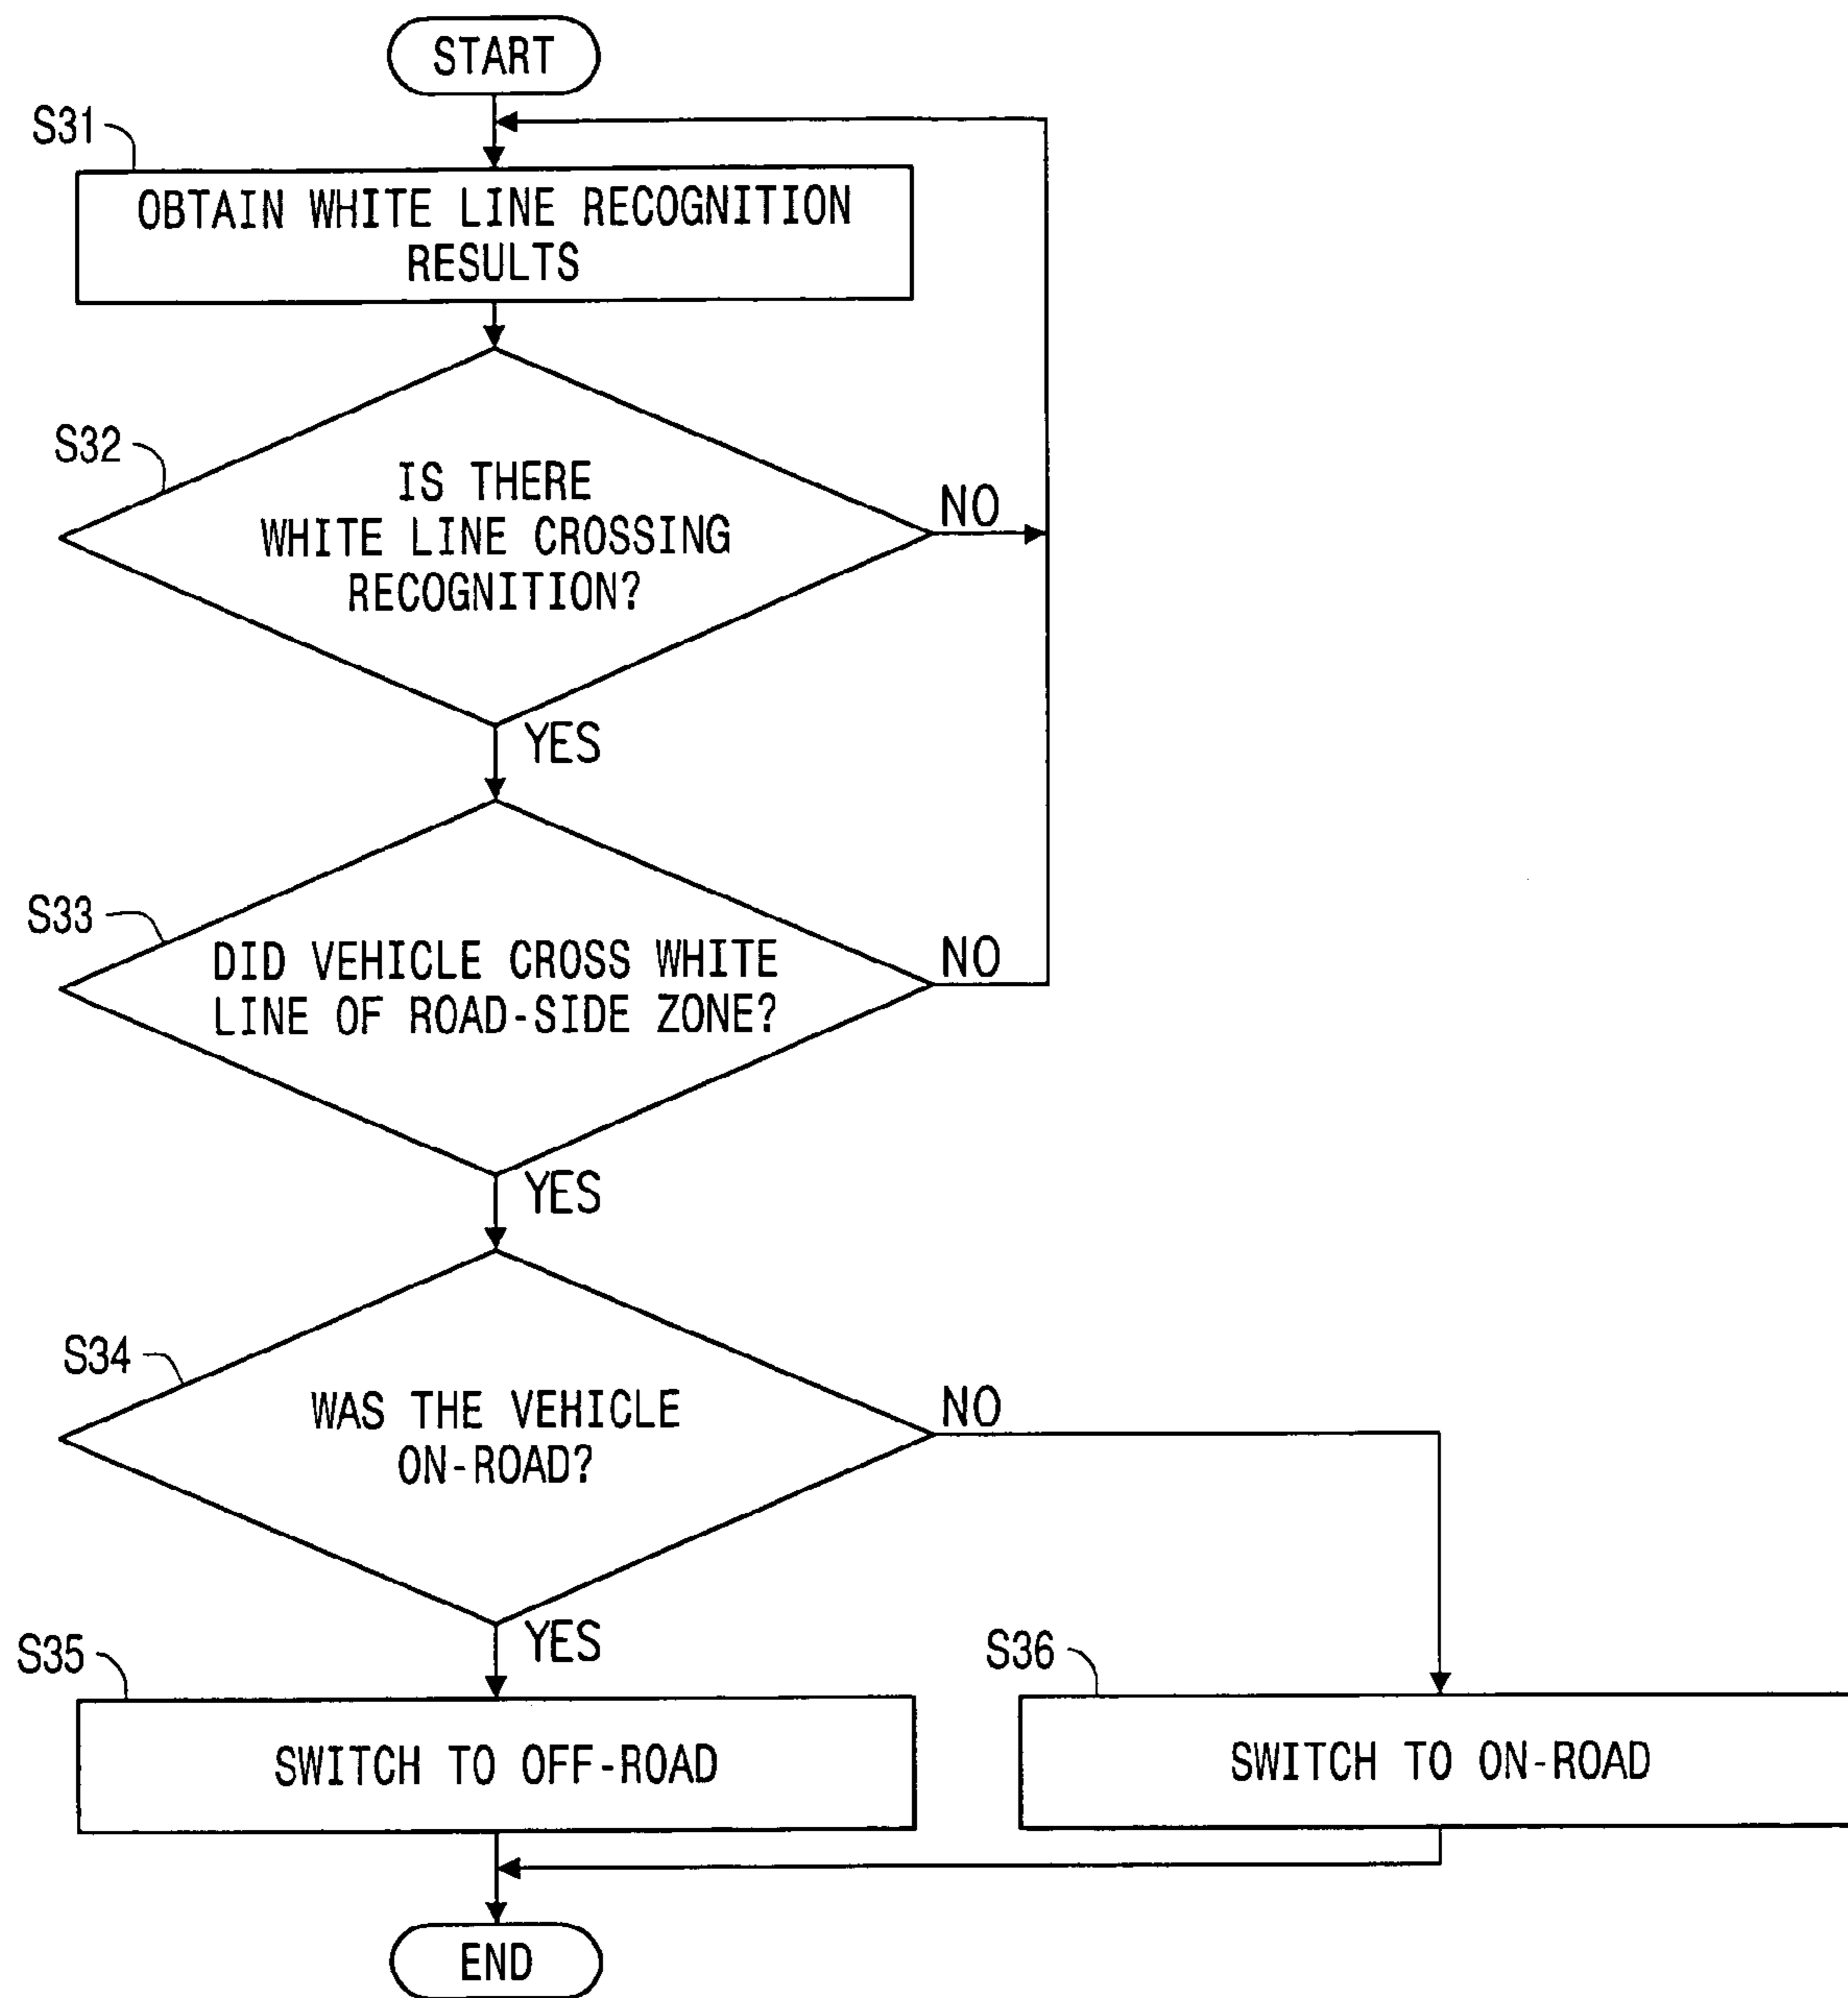 START
S31
OBTAIN WHITE LINE RECOGNITION
RESULTS
S32
IS THERE
WHITE LINE CROSSING
RECOGNITION?
NO
YES
S33
DID VEHICLE CROSS WHITE
LINE OF ROAD-SIDE ZONE?
NO
YES
S34
WAS THE VEHICLE
ON-ROAD?
NO
YES
S35
SWITCH TO OFF-ROAD
S36
SWITCH TO ON-ROAD
END